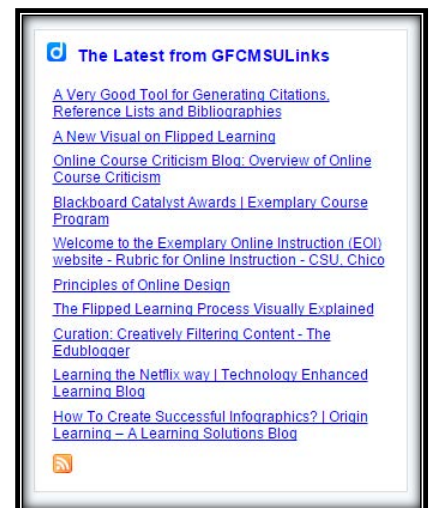 The Latest from GFCMSULinks
A Very Good Tool for Generating Citations,
Reference Lists and Bibliographies
A New Visual on Flipped Learning
Online Course Criticism Blog: Overview of Online
Course Criticism
Blackboard Catalyst Awards | Exemplary Course
Program
Welcome to the Exemplary Online Instruction (EOI)
website - Rubric for Online Instruction - CSU, Chico
Principles of Online Design
The Flipped Learning Process Visually Explained
Curation: Creatively Filtering Content - The
Edublogger
Learning the Netflix way | Technology Enhanced
Learning Blog
How To Create Successful Infographics? | Origin
Learning – A Learning Solutions Blog